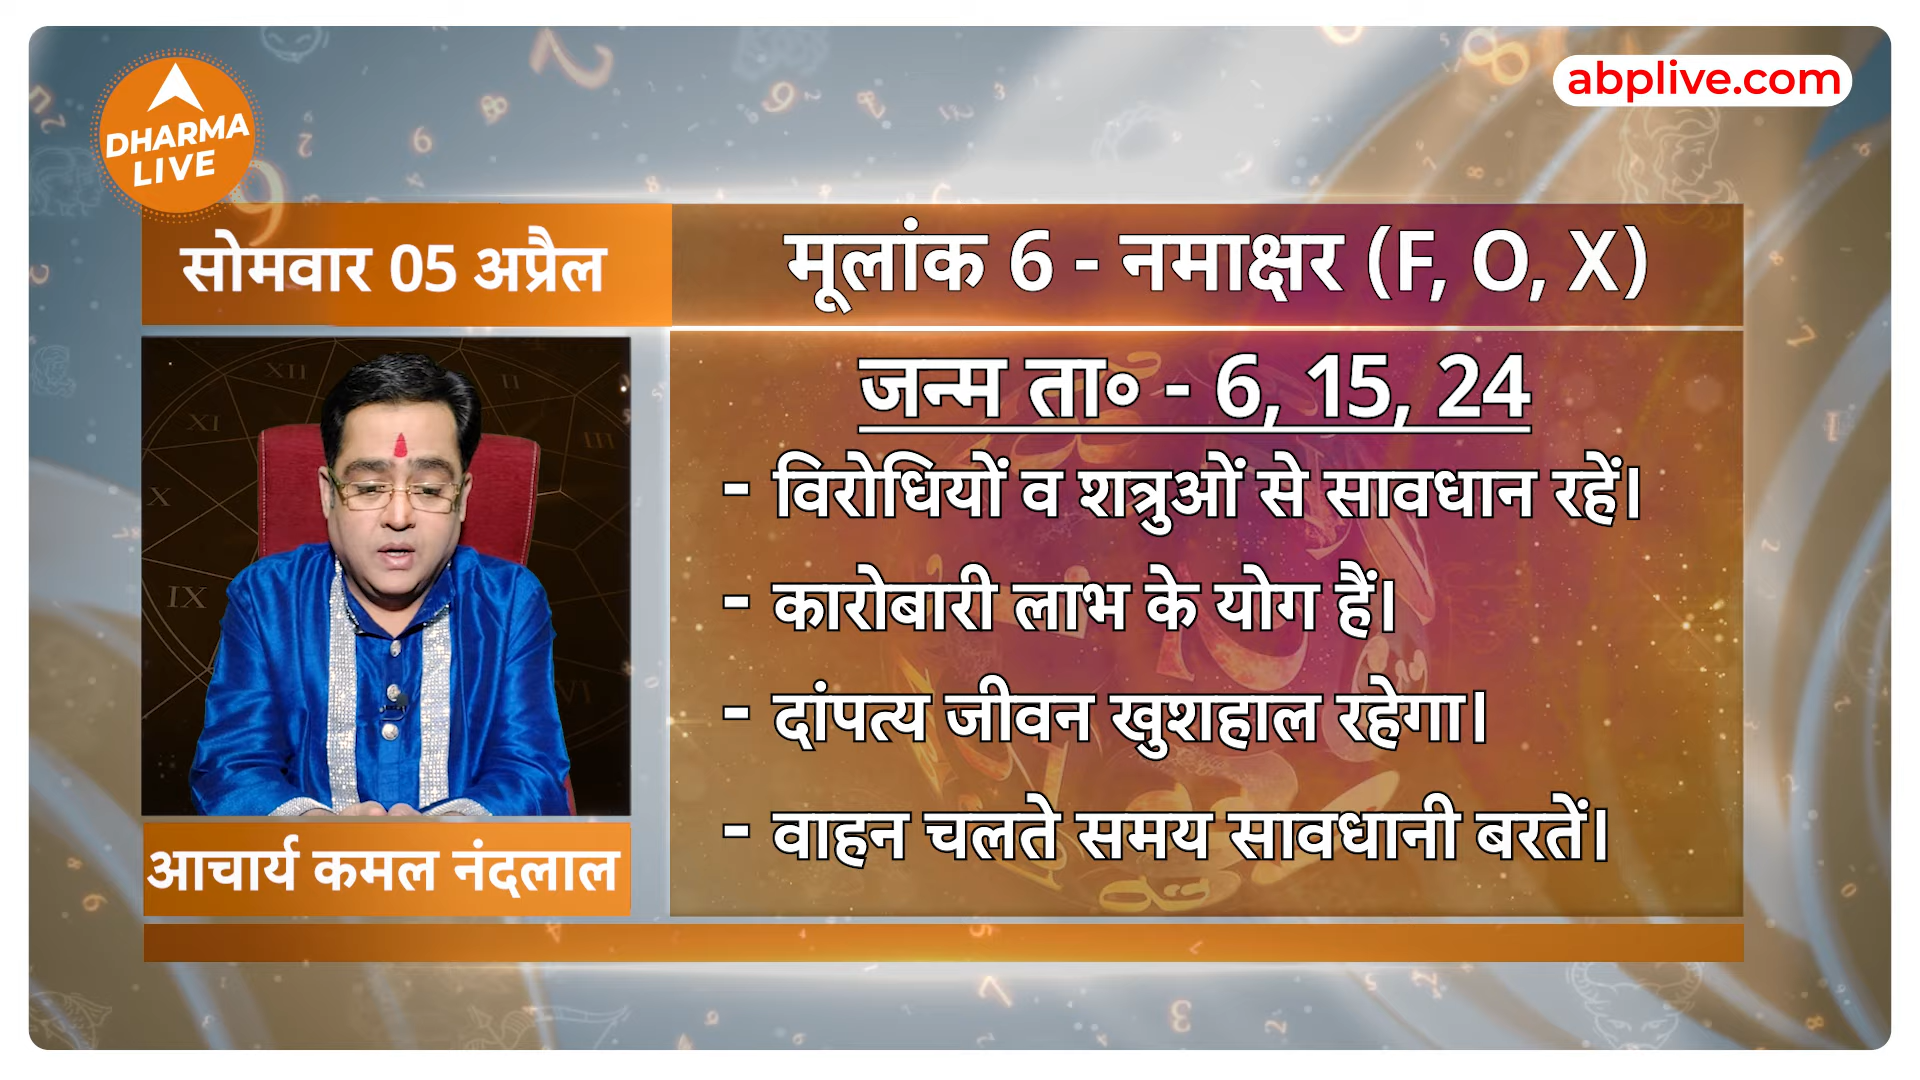 DHARMA
LIVE
abplive.com
सोमवार 05 अप्रैल
मूलांक 6 - नमाक्षर (F, O, X)
जन्म ता० - 6, 15, 24
- विरोधियों व शत्रुओं से सावधान रहें।
- कारोबारी लाभ के योग हैं।
- दांपत्य जीवन खुशहाल रहेगा।
- वाहन चलते समय सावधानी बरतें।
आचार्य कमल नंदलाल